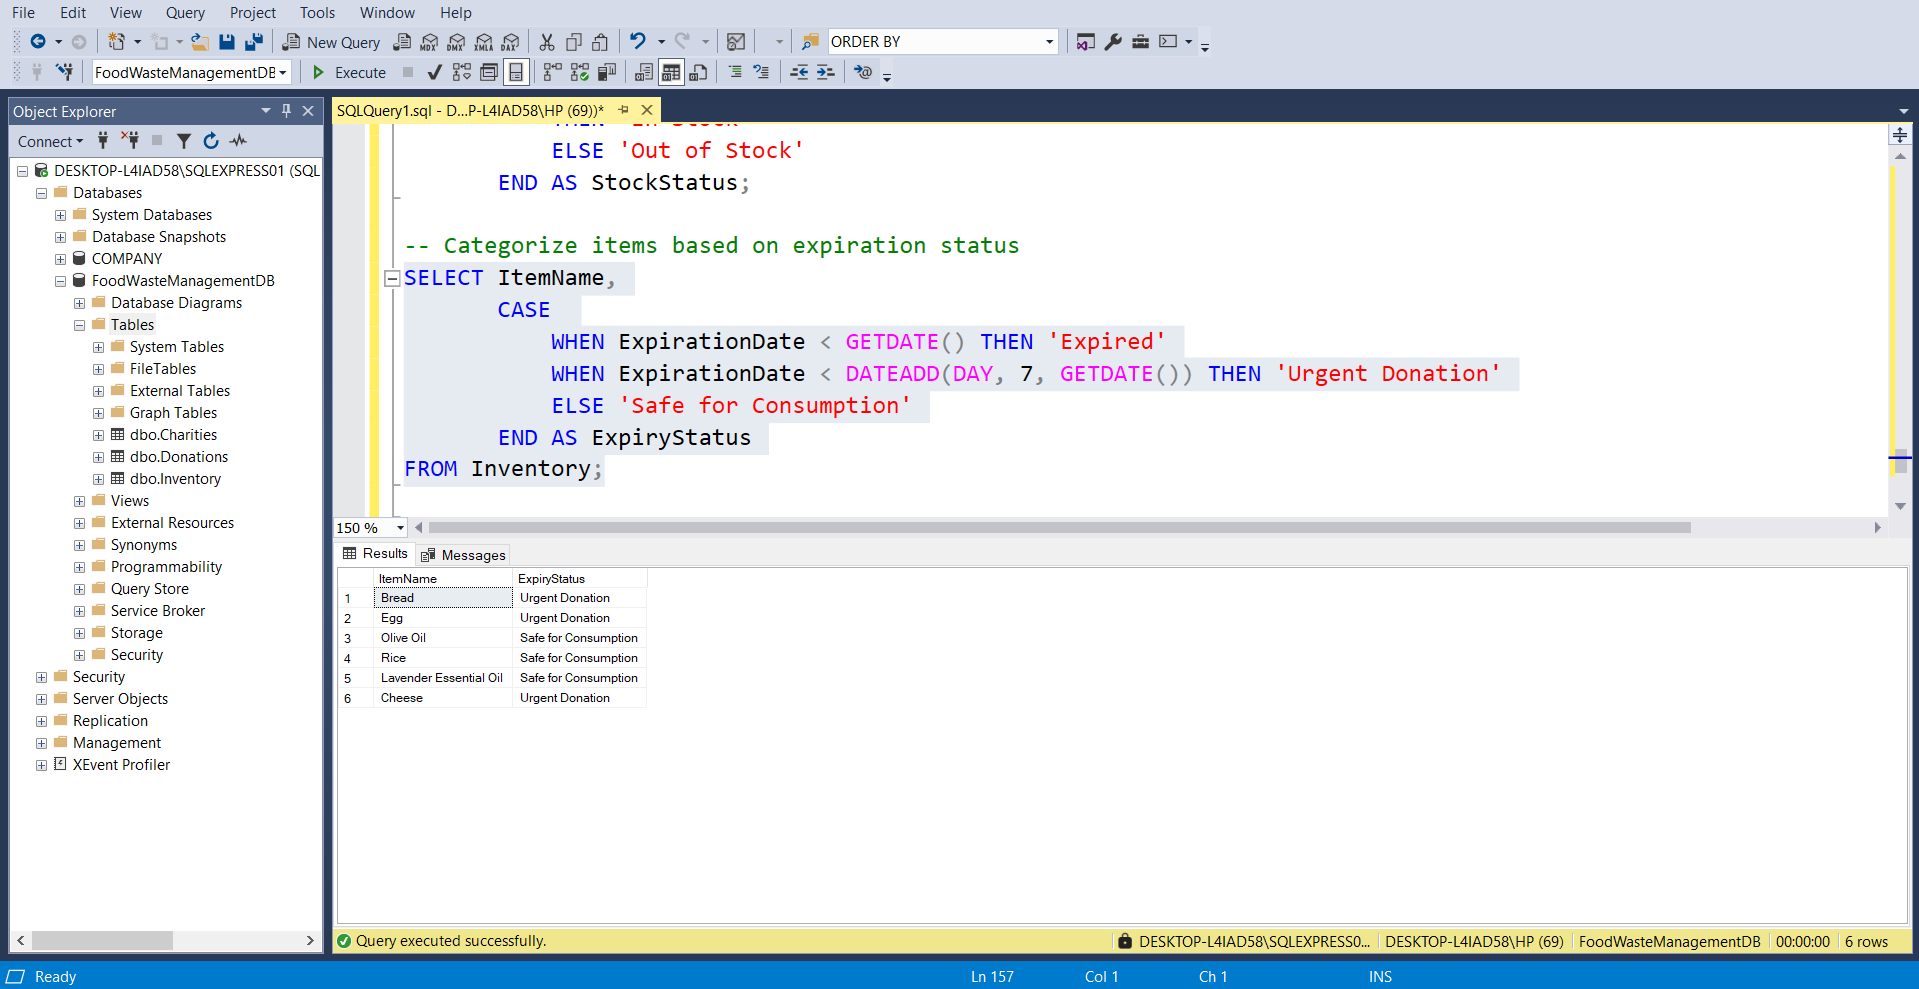 File Edit View Query Project Tools Window Help
New Query MDX DMX XMLA DAX ORDER BY
FoodWasteManagementDB Execute
Object Explorer
Connect
DESKTOP-L4IAD58\SQLEXPRESS01 (SQL
Databases
System Databases
Database Snapshots
COMPANY
FoodWasteManagementDB
Database Diagrams
Tables
System Tables
FileTables
External Tables
Graph Tables
dbo.Charities
dbo.Donations
dbo.Inventory
Views
External Resources
Synonyms
Programmability
Query Store
Service Broker
Storage
Security
Security
Server Objects
Replication
Management
XEvent Profiler
SQLQuery1.sql - D...P-L4IAD58\HP (69))*
THEN 'In Stock'
ELSE 'Out of Stock'
END AS StockStatus;
-- Categorize items based on expiration status
SELECT ItemName,
CASE
WHEN ExpirationDate < GETDATE() THEN 'Expired'
WHEN ExpirationDate < DATEADD(DAY, 7, GETDATE()) THEN 'Urgent Donation'
ELSE 'Safe for Consumption'
END AS ExpiryStatus
FROM Inventory;
150 %
Results Messages
ItemName ExpiryStatus
1 Bread Urgent Donation
2 Egg Urgent Donation
3 Olive Oil Safe for Consumption
4 Rice Safe for Consumption
5 Lavender Essential Oil Safe for Consumption
6 Cheese Urgent Donation
Query executed successfully. DESKTOP-L4IAD58\SQLEXPRESS0... DESKTOP-L4IAD58\HP (69) FoodWasteManagementDB 00:00:00 6 rows
Ready Ln 157 Col 1 Ch 1 INS